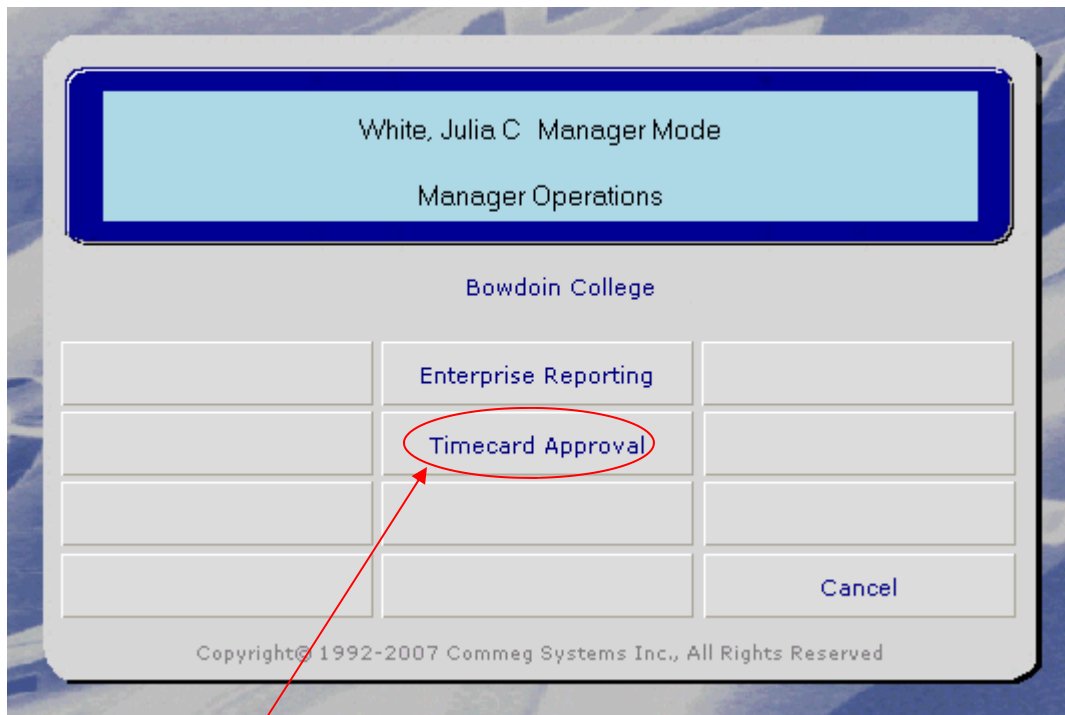 White, Julia C Manager Mode
Manager Operations
Bowdoin College
Enterprise Reporting
Timecard Approval
Cancel
Copyright© 1992-2007 Commeg Systems Inc., All Rights Reserved